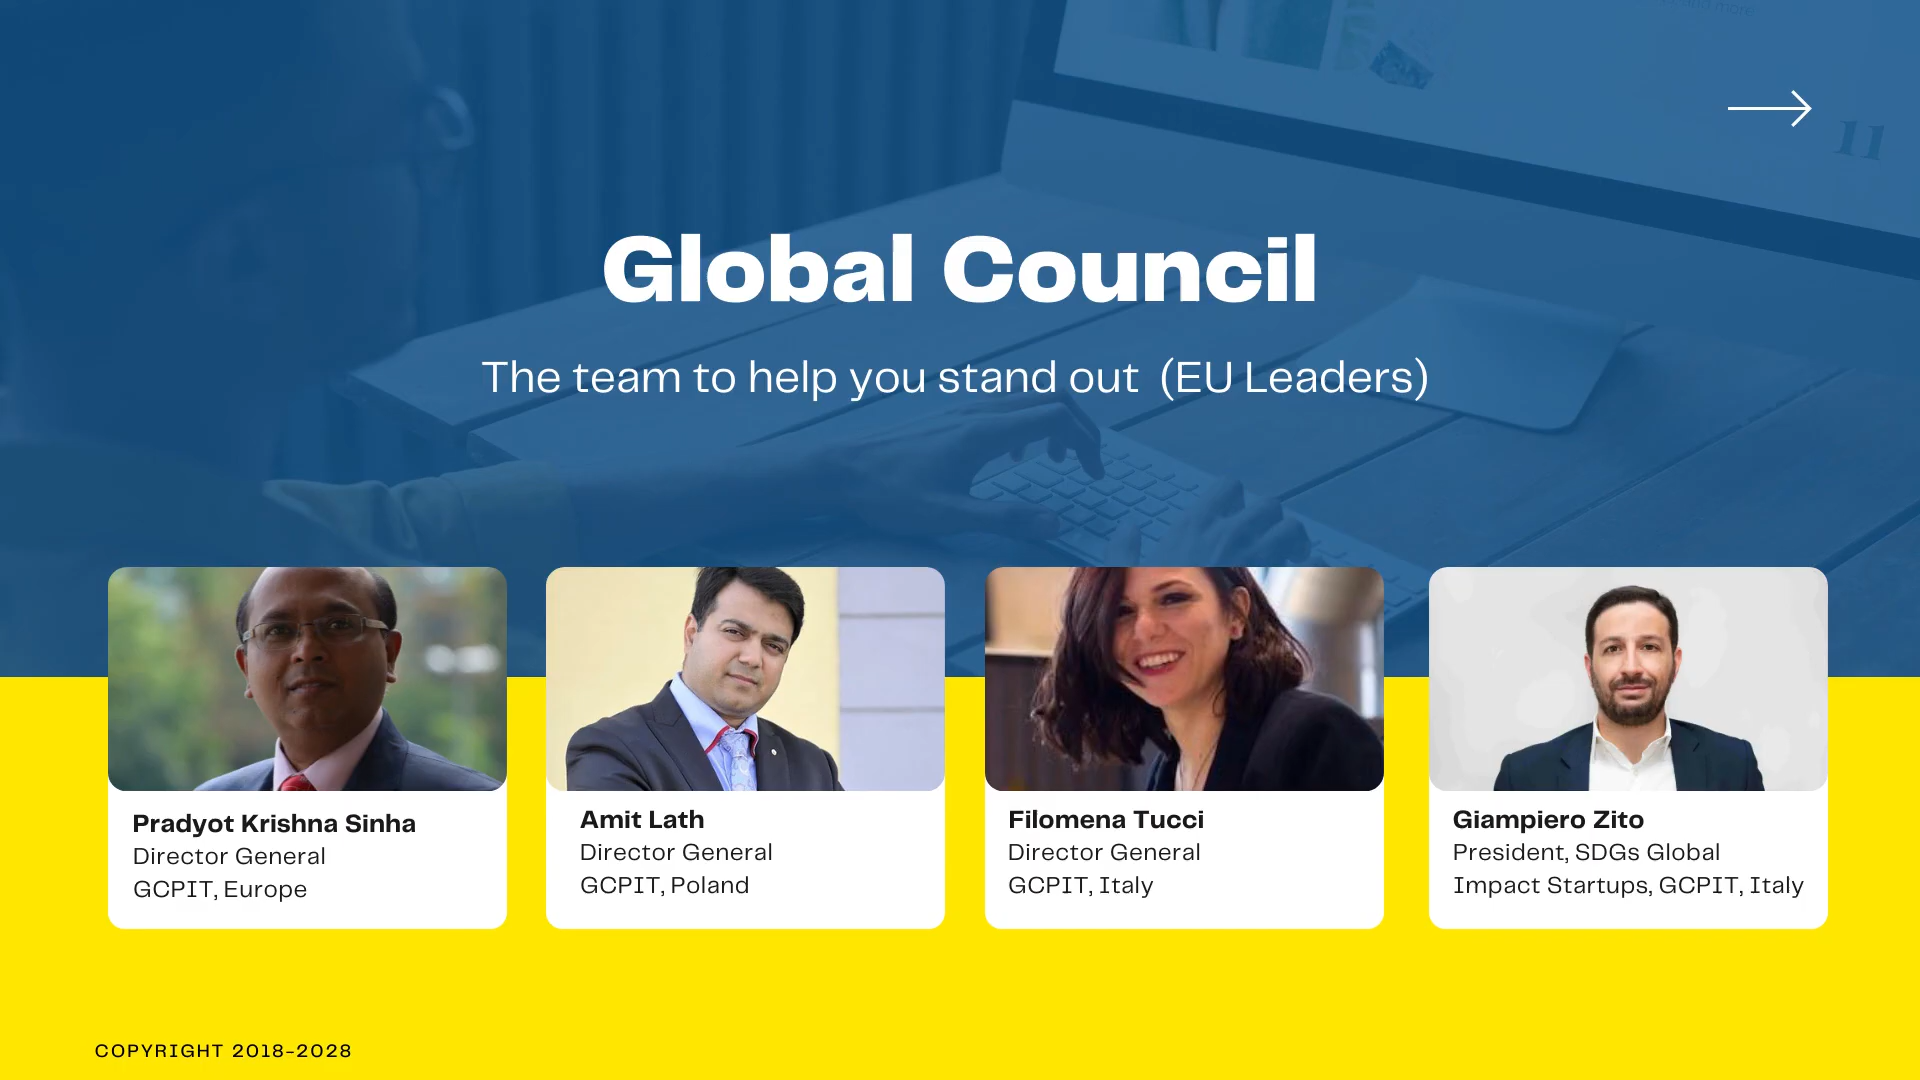 11
Global Council
The team to help you stand out (EU Leaders)
Pradyot Krishna Sinha
Director General
GCPIT, Europe
Amit Lath
Director General
GCPIT, Poland
Filomena Tucci
Director General
GCPIT, Italy
Giampiero Zito
President, SDGs Global
Impact Startups, GCPIT, Italy
COPYRIGHT 2018-2028